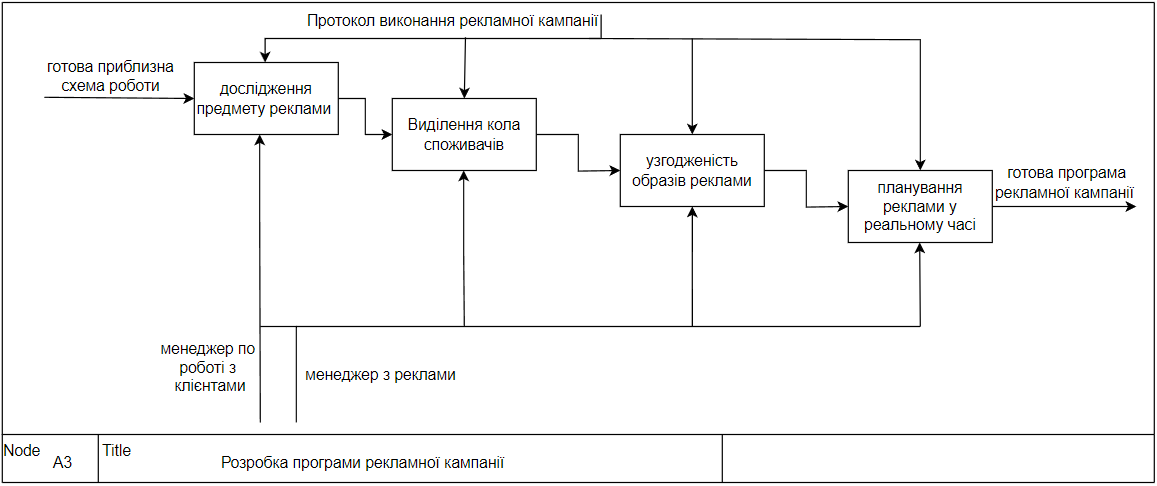 Протокол виконання рекламної кампанії
готова приблизна
схема роботи
дослідження
предмету реклами
Виділення кола
споживачів
узгодженість
образів реклами
планування
реклами у
реальному часі
готова програма
рекламної кампанії
менеджер по
роботі з
клієнтами
менеджер з реклами
Node
A3
Title
Розробка програми рекламної кампанії